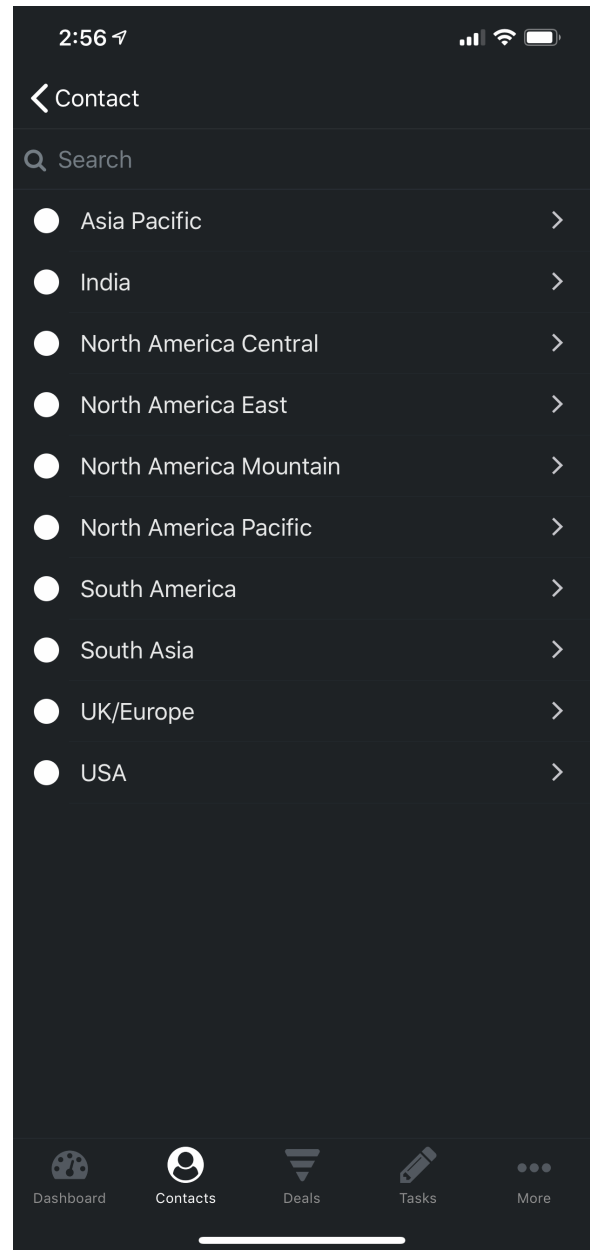 2:56
Contact
Search
Asia Pacific
India
North America Central
North America East
North America Mountain
North America Pacific
South America
South Asia
UK/Europe
USA
Dashboard Contacts Deals Tasks More